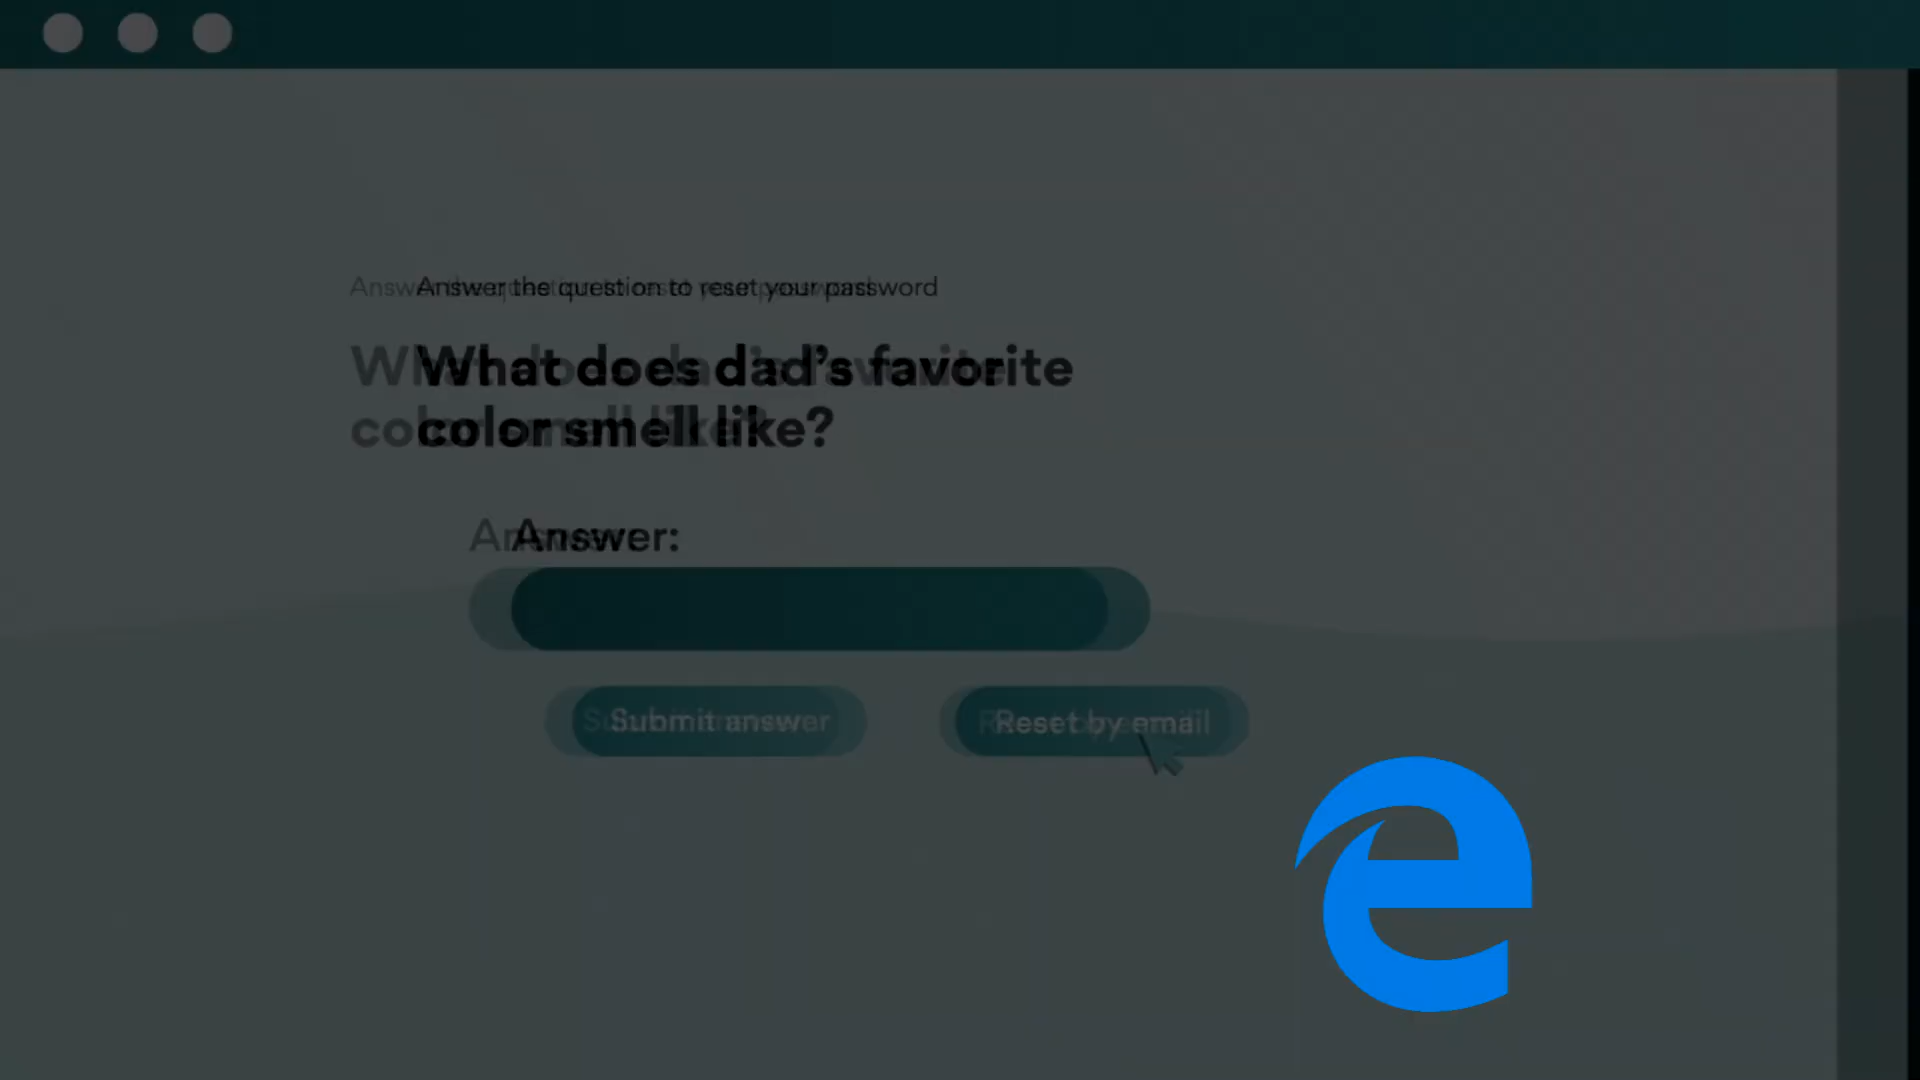 Answer the question to reset your password
What does dad’s favorite
color smell like?
Answer:
Submit answer
Reset by email